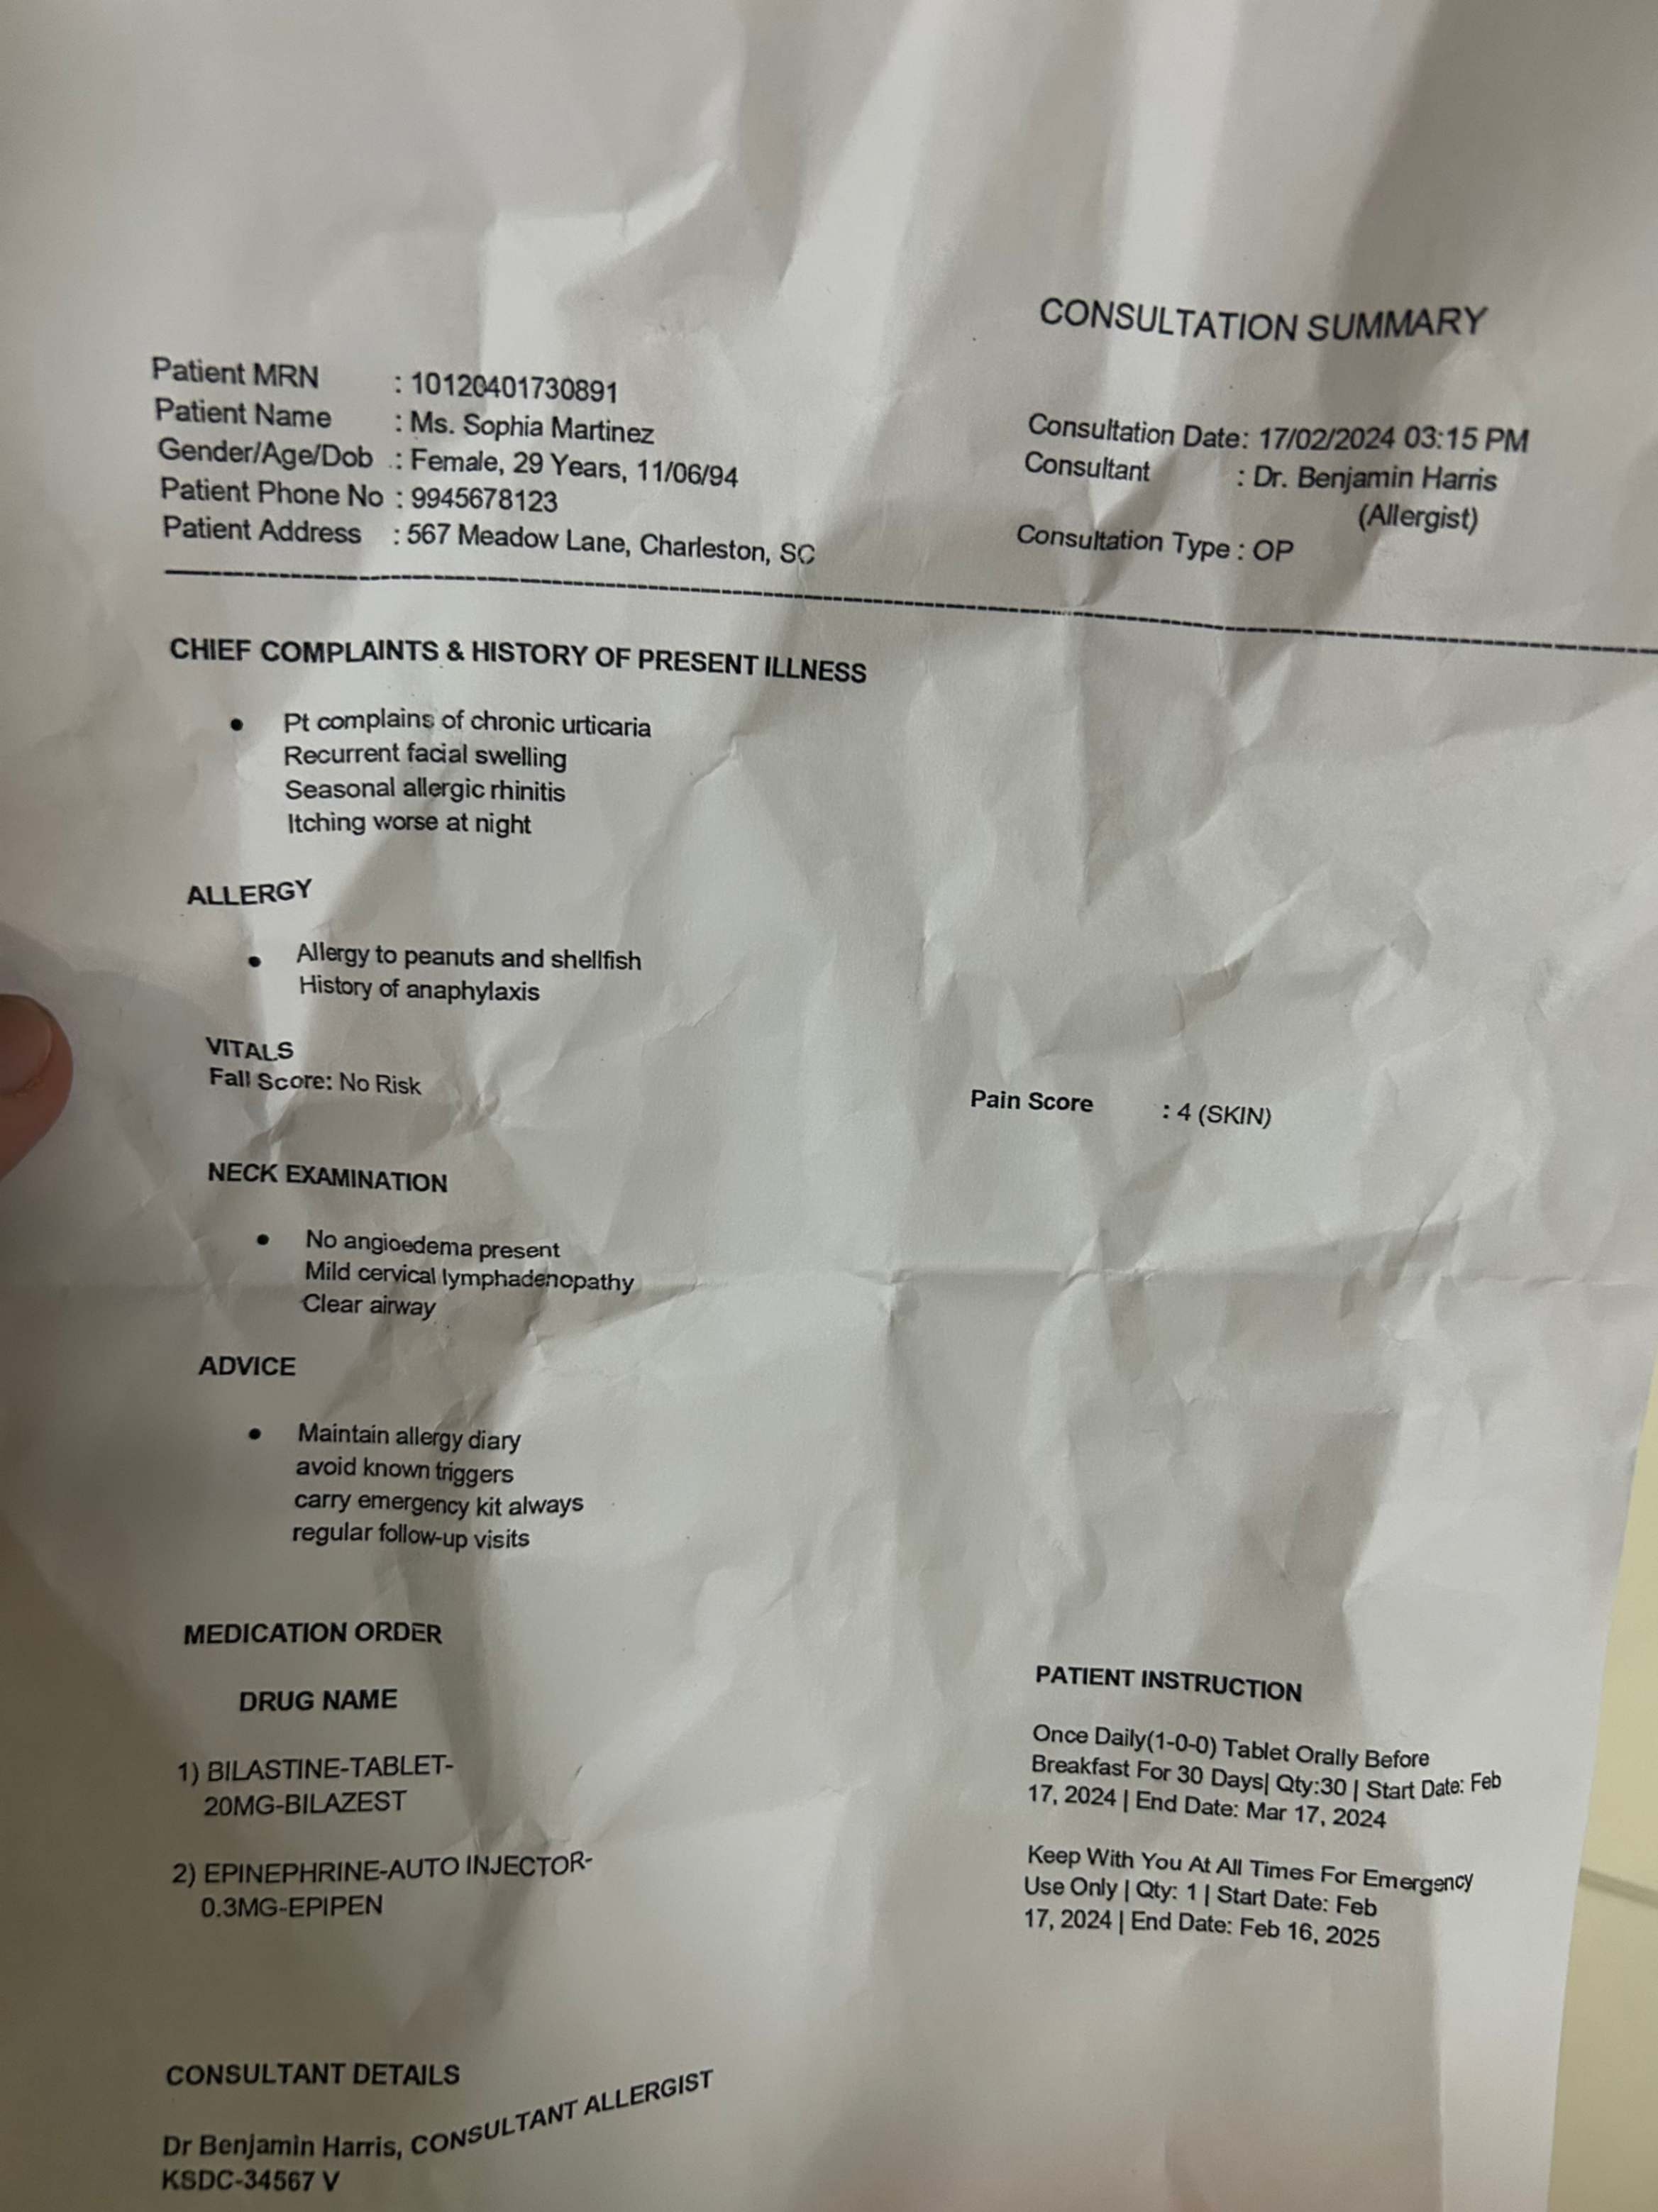 CONSULTATION SUMMARY
Patient MRN : 10120401730891
Patient Name : Ms. Sophia Martinez
Gender/Age/Dob : Female, 29 Years, 11/06/94
Patient Phone No : 9945678123
Patient Address : 567 Meadow Lane, Charleston, SC
Consultation Date: 17/02/2024 03:15 PM
Consultant : Dr. Benjamin Harris
(Allergist)
Consultation Type : OP
CHIEF COMPLAINTS & HISTORY OF PRESENT ILLNESS
• Pt complains of chronic urticaria
Recurrent facial swelling
Seasonal allergic rhinitis
Itching worse at night
ALLERGY
• Allergy to peanuts and shellfish
History of anaphylaxis
VITALS
Fall Score: No Risk
Pain Score : 4 (SKIN)
NECK EXAMINATION
• No angioedema present
Mild cervical lymphadenopathy
Clear airway
ADVICE
• Maintain allergy diary
avoid known triggers
carry emergency kit always
regular follow-up visits
MEDICATION ORDER
DRUG NAME
PATIENT INSTRUCTION
1) BILASTINE-TABLET-
20MG-BILAZEST
Once Daily(1-0-0) Tablet Orally Before
Breakfast For 30 Days| Qty:30 | Start Date: Feb
17, 2024 | End Date: Mar 17, 2024
2) EPINEPHRINE-AUTO INJECTOR-
0.3MG-EPIPEN
Keep With You At All Times For Emergency
Use Only | Qty: 1 | Start Date: Feb
17, 2024 | End Date: Feb 16, 2025
CONSULTANT DETAILS
Dr Benjamin Harris, CONSULTANT ALLERGIST
KSDC-34567 V